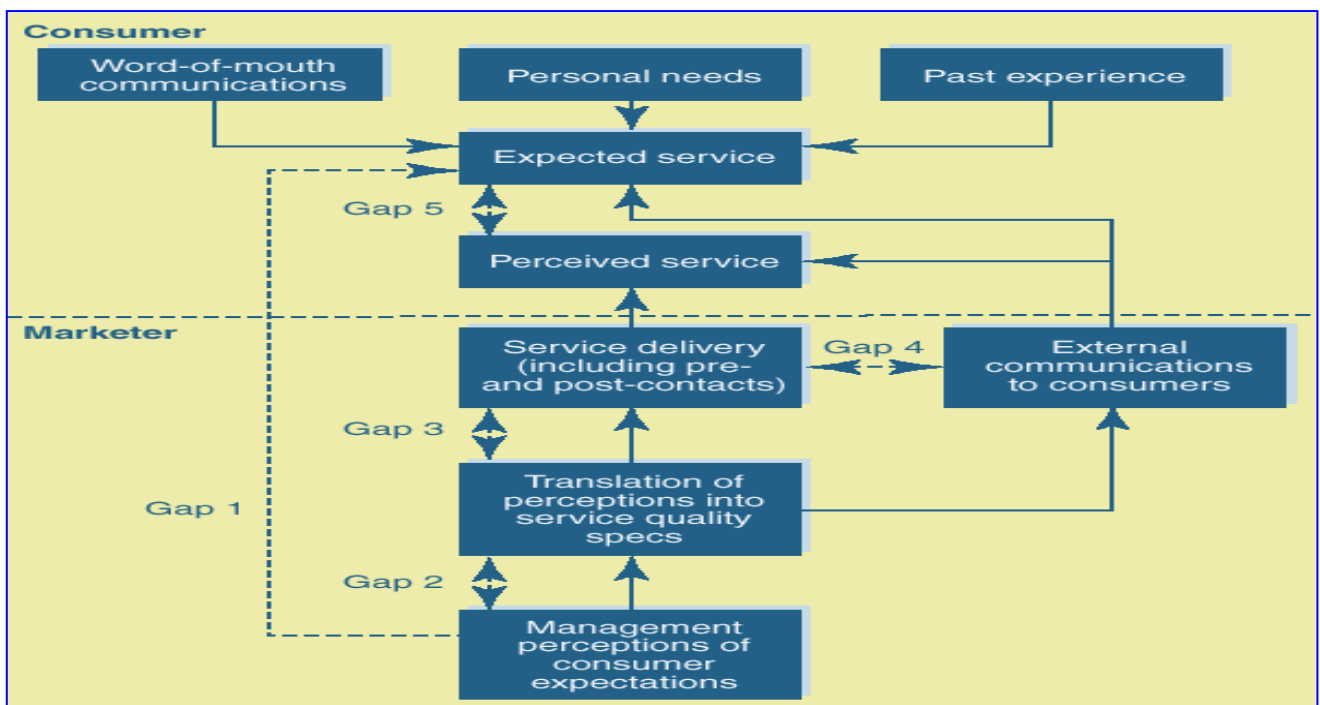 Consumer
Word-of-mouth
communications
Personal needs
Past experience
Expected service
Gap 5
Perceived service
Marketer
Service delivery
(including pre-
and post-contacts)
Gap 4
External
communications
to consumers
Gap 3
Translation of
perceptions into
service quality
specs
Gap 1
Gap 2
Management
perceptions of
consumer
expectations